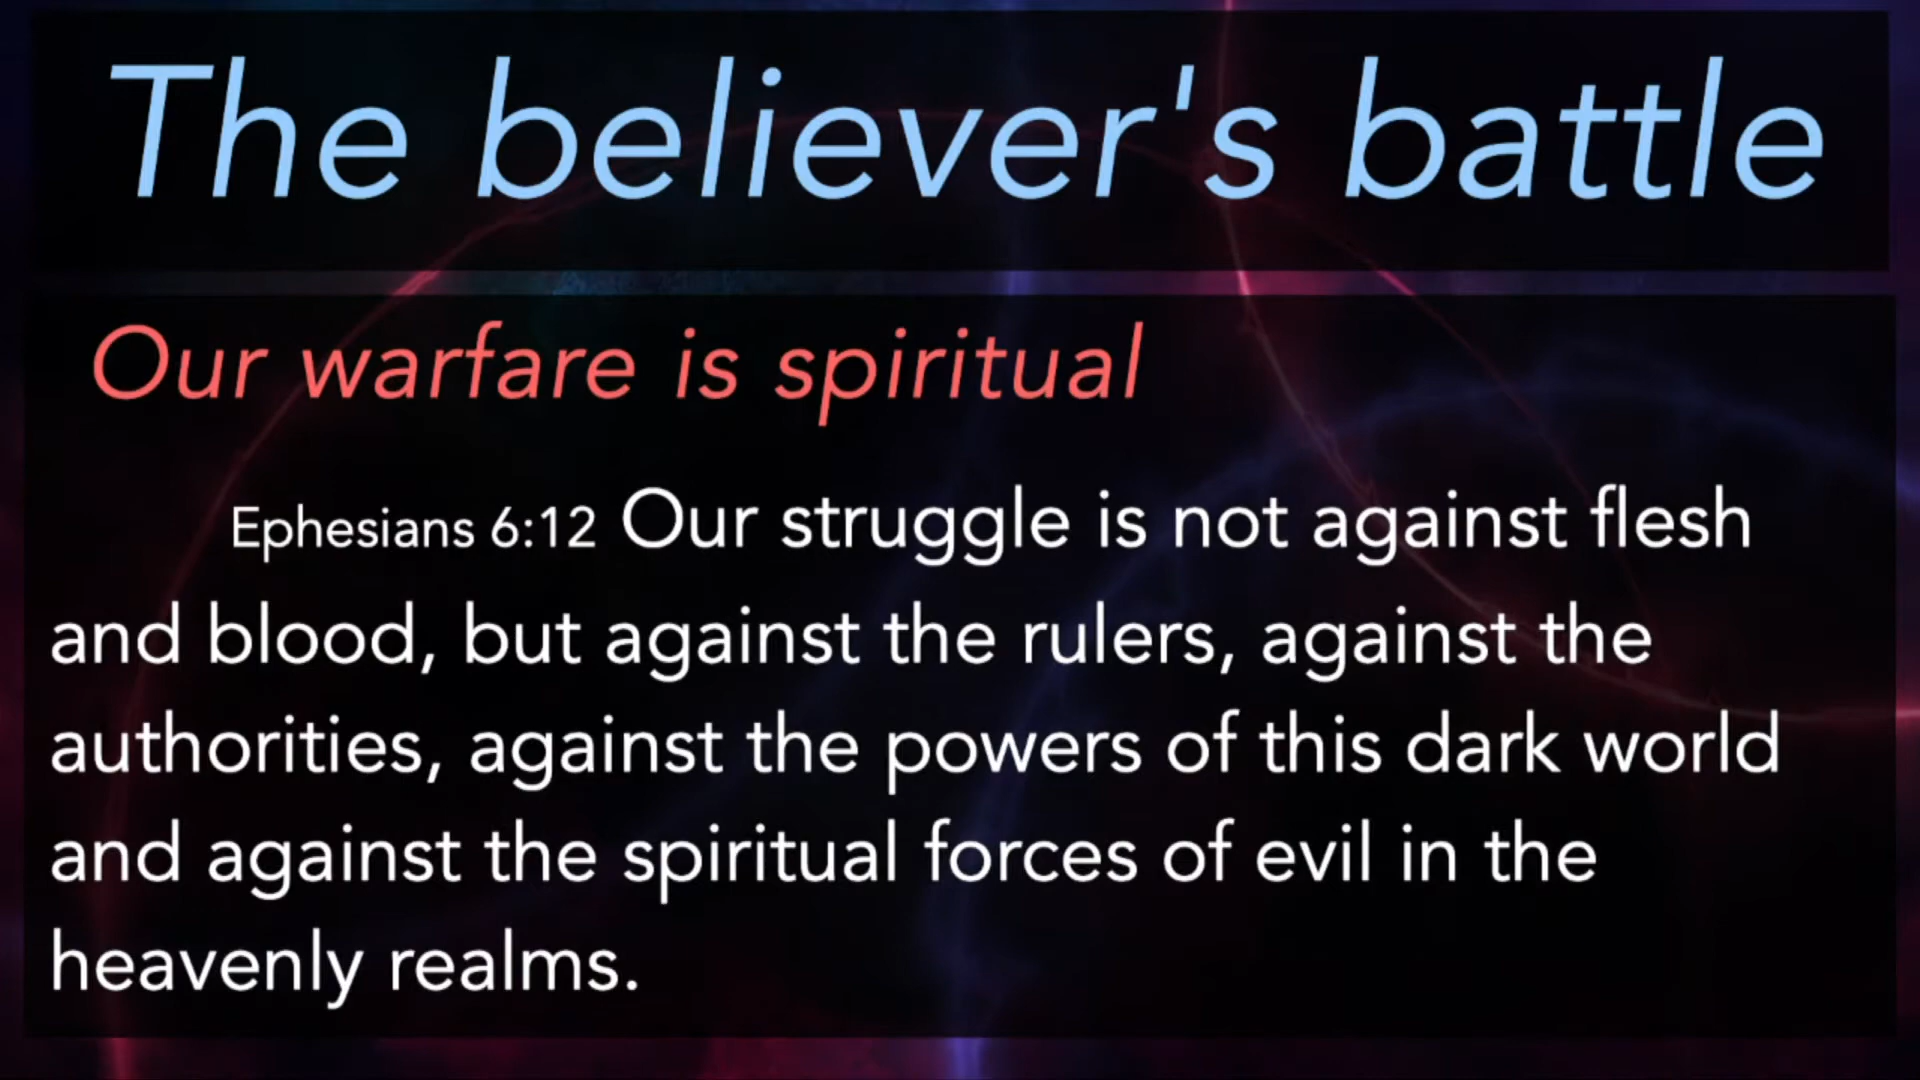 The believer's battle
Our warfare is spiritual
Ephesians 6:12 Our struggle is not against flesh
and blood, but against the rulers, against the
authorities, against the powers of this dark world
and against the spiritual forces of evil in the
heavenly realms.